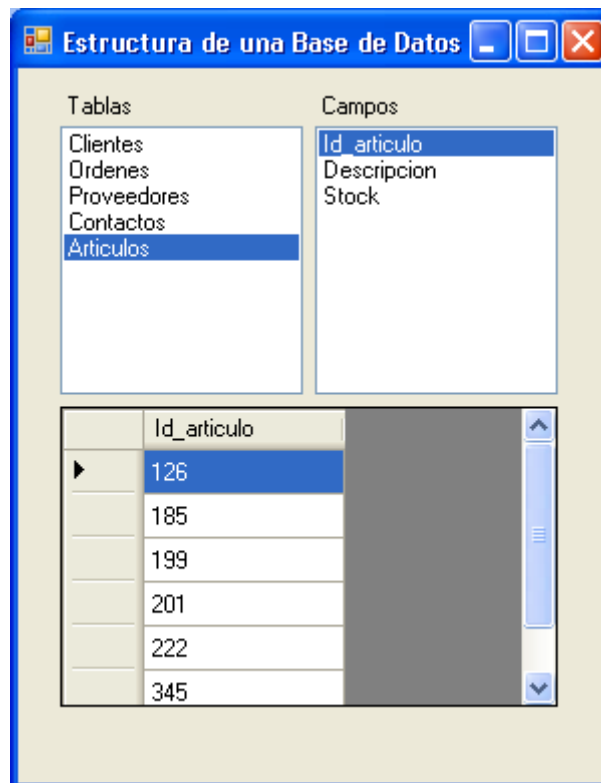 Estructura de una Base de Datos
Tablas
Campos
Clientes
Ordenes
Proveedores
Contactos
Articulos
Id_articulo
Descripcion
Stock
Id_articulo
126
185
199
201
222
345